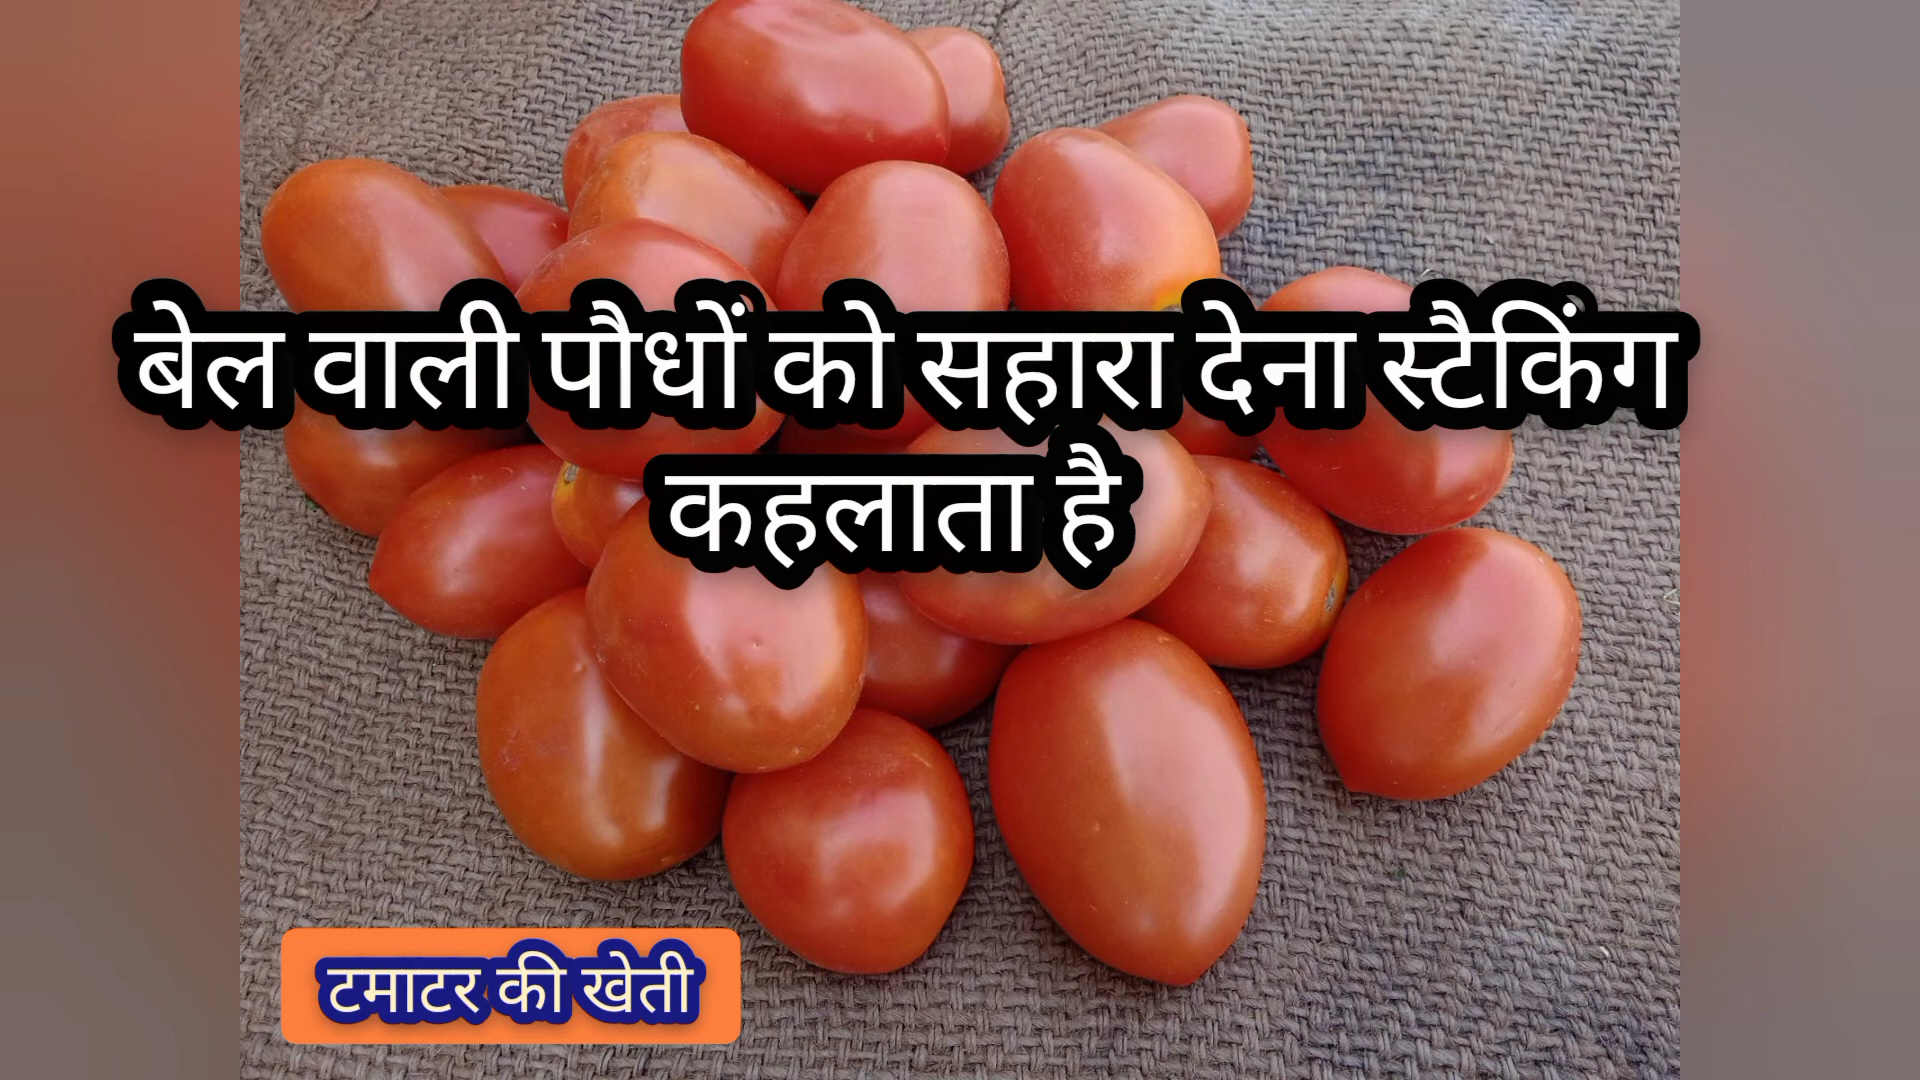 बेल वाली पौधों को सहारा देना स्टैकिंग
कहलाता है
टमाटर की खेती